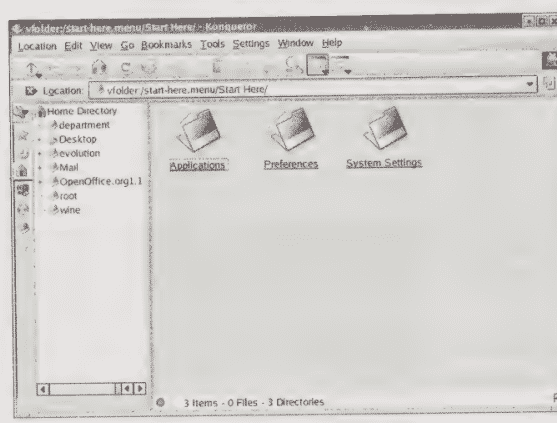 vfolder:/start-here.menu/Start Here/ - Konqueror
Location Edit View Go Bookmarks Tools Settings Window Help
Location: vfolder:/start-here.menu/Start Here/
Home Directory
department
Desktop
evolution
Mail
OpenOffice.org1.1
root
wine
Applications
Preferences
System Settings
3 Items - 0 Files - 3 Directories